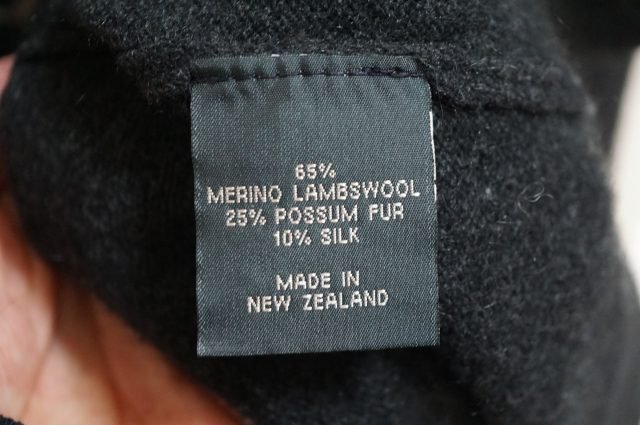 65%
MERINO LAMBSWOOL
25% POSSUM FUR
10% SILK
MADE IN
NEW ZEALAND